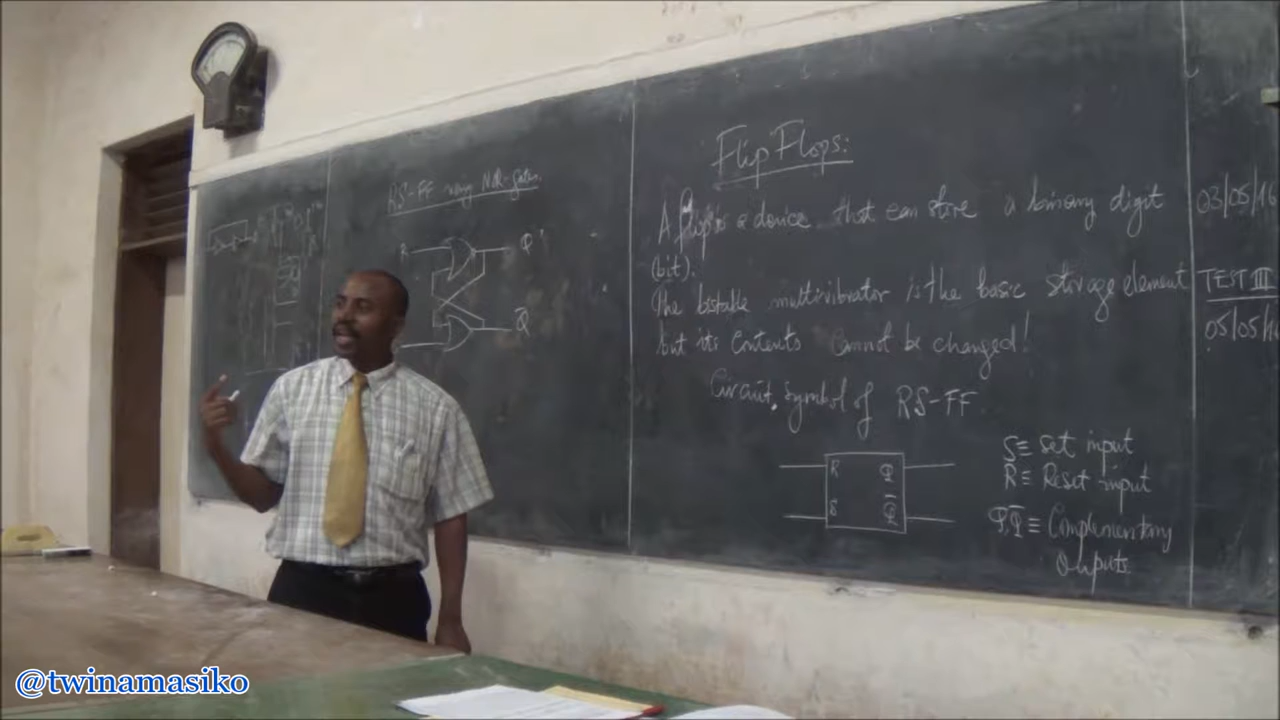 RS-FF using NOR-gates.
R
Q
Q̅
Flip Flops:
A flip is a device that can store a binary digit
(bit).
The bistable multivibrator is the basic storage element
but its contents cannot be changed!
Circuit symbol of RS-FF
R Q
S Q̅
S ≡ set input
R ≡ Reset input
Q, Q̅ ≡ Complementary
Outputs
03/05/16
TEST III
05/05/16
@twinamasiko